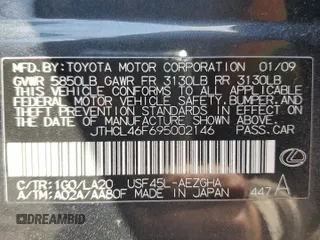 MFD. BY: TOYOTA MOTOR CORPORATION 01/09
GVWR 5850LB GAWR FR 3130LB RR 3130LB
THIS VEHICLE CONFORMS TO ALL APPLICABLE
FEDERAL MOTOR VEHICLE SAFETY, BUMPER, AND
THEFT PREVENTION STANDARDS IN EFFECT ON THE
DATE OF MANUFACTURE SHOWN ABOVE.
JTHCL46F695002146 PASS. CAR
C/TR: 1G0/LA20 USF45L-AEZGHA
A/TM: A02A/AA80F MADE IN JAPAN 447 A
© DEALERBID